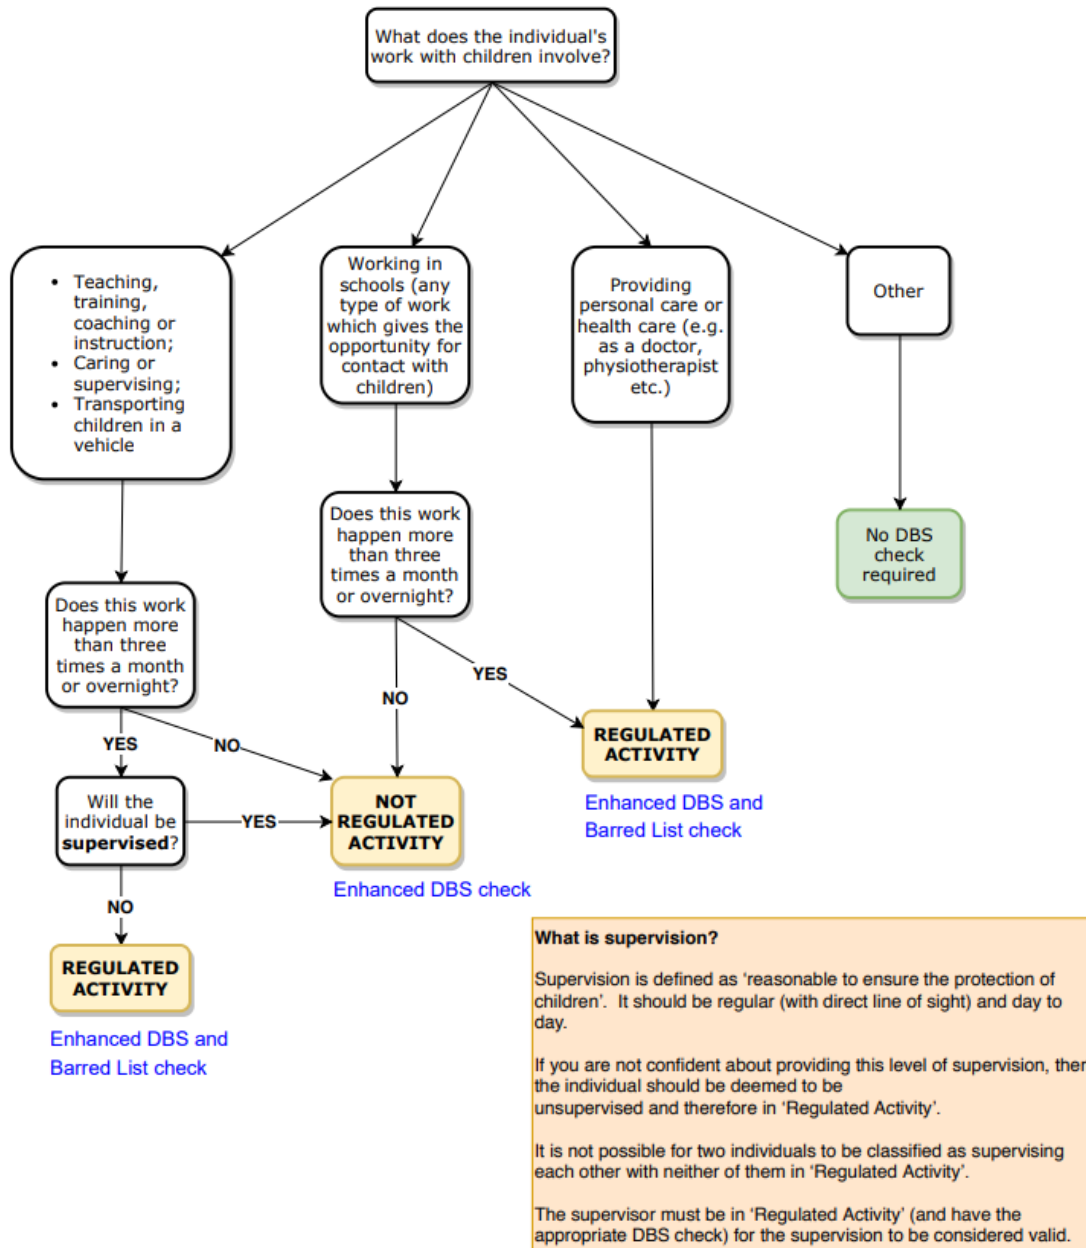 What does the individual's
work with children involve?
• Teaching,
training,
coaching or
instruction;
• Caring or
supervising;
• Transporting
children in a
vehicle
Working in
schools (any
type of work
which gives the
opportunity for
contact with
children)
Providing
personal care or
health care (e.g.
as a doctor,
physiotherapist
etc.)
Other
Does this work
happen more
than three
times a month
or overnight?
No DBS
check
required
Does this work
happen more
than three
times a month
or overnight?
YES
NO
YES
NO
REGULATED
ACTIVITY
Enhanced DBS and
Barred List check
Will the
individual be
supervised?
YES
NOT
REGULATED
ACTIVITY
Enhanced DBS check
NO
REGULATED
ACTIVITY
Enhanced DBS and
Barred List check
What is supervision?
Supervision is defined as ‘reasonable to ensure the protection of
children’. It should be regular (with direct line of sight) and day to
day.
If you are not confident about providing this level of supervision, then
the individual should be deemed to be
unsupervised and therefore in ‘Regulated Activity’.
It is not possible for two individuals to be classified as supervising
each other with neither of them in ‘Regulated Activity’.
The supervisor must be in ‘Regulated Activity’ (and have the
appropriate DBS check) for the supervision to be considered valid.